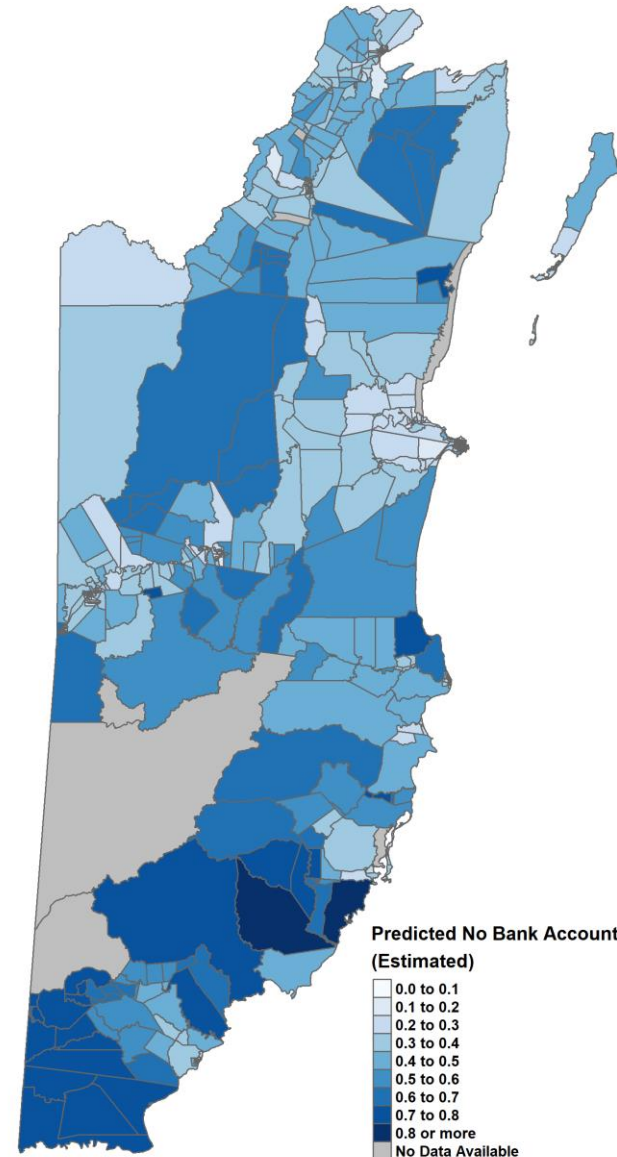 Predicted No Bank Account
(Estimated)
0.0 to 0.1
0.1 to 0.2
0.2 to 0.3
0.3 to 0.4
0.4 to 0.5
0.5 to 0.6
0.6 to 0.7
0.7 to 0.8
0.8 or more
No Data Available